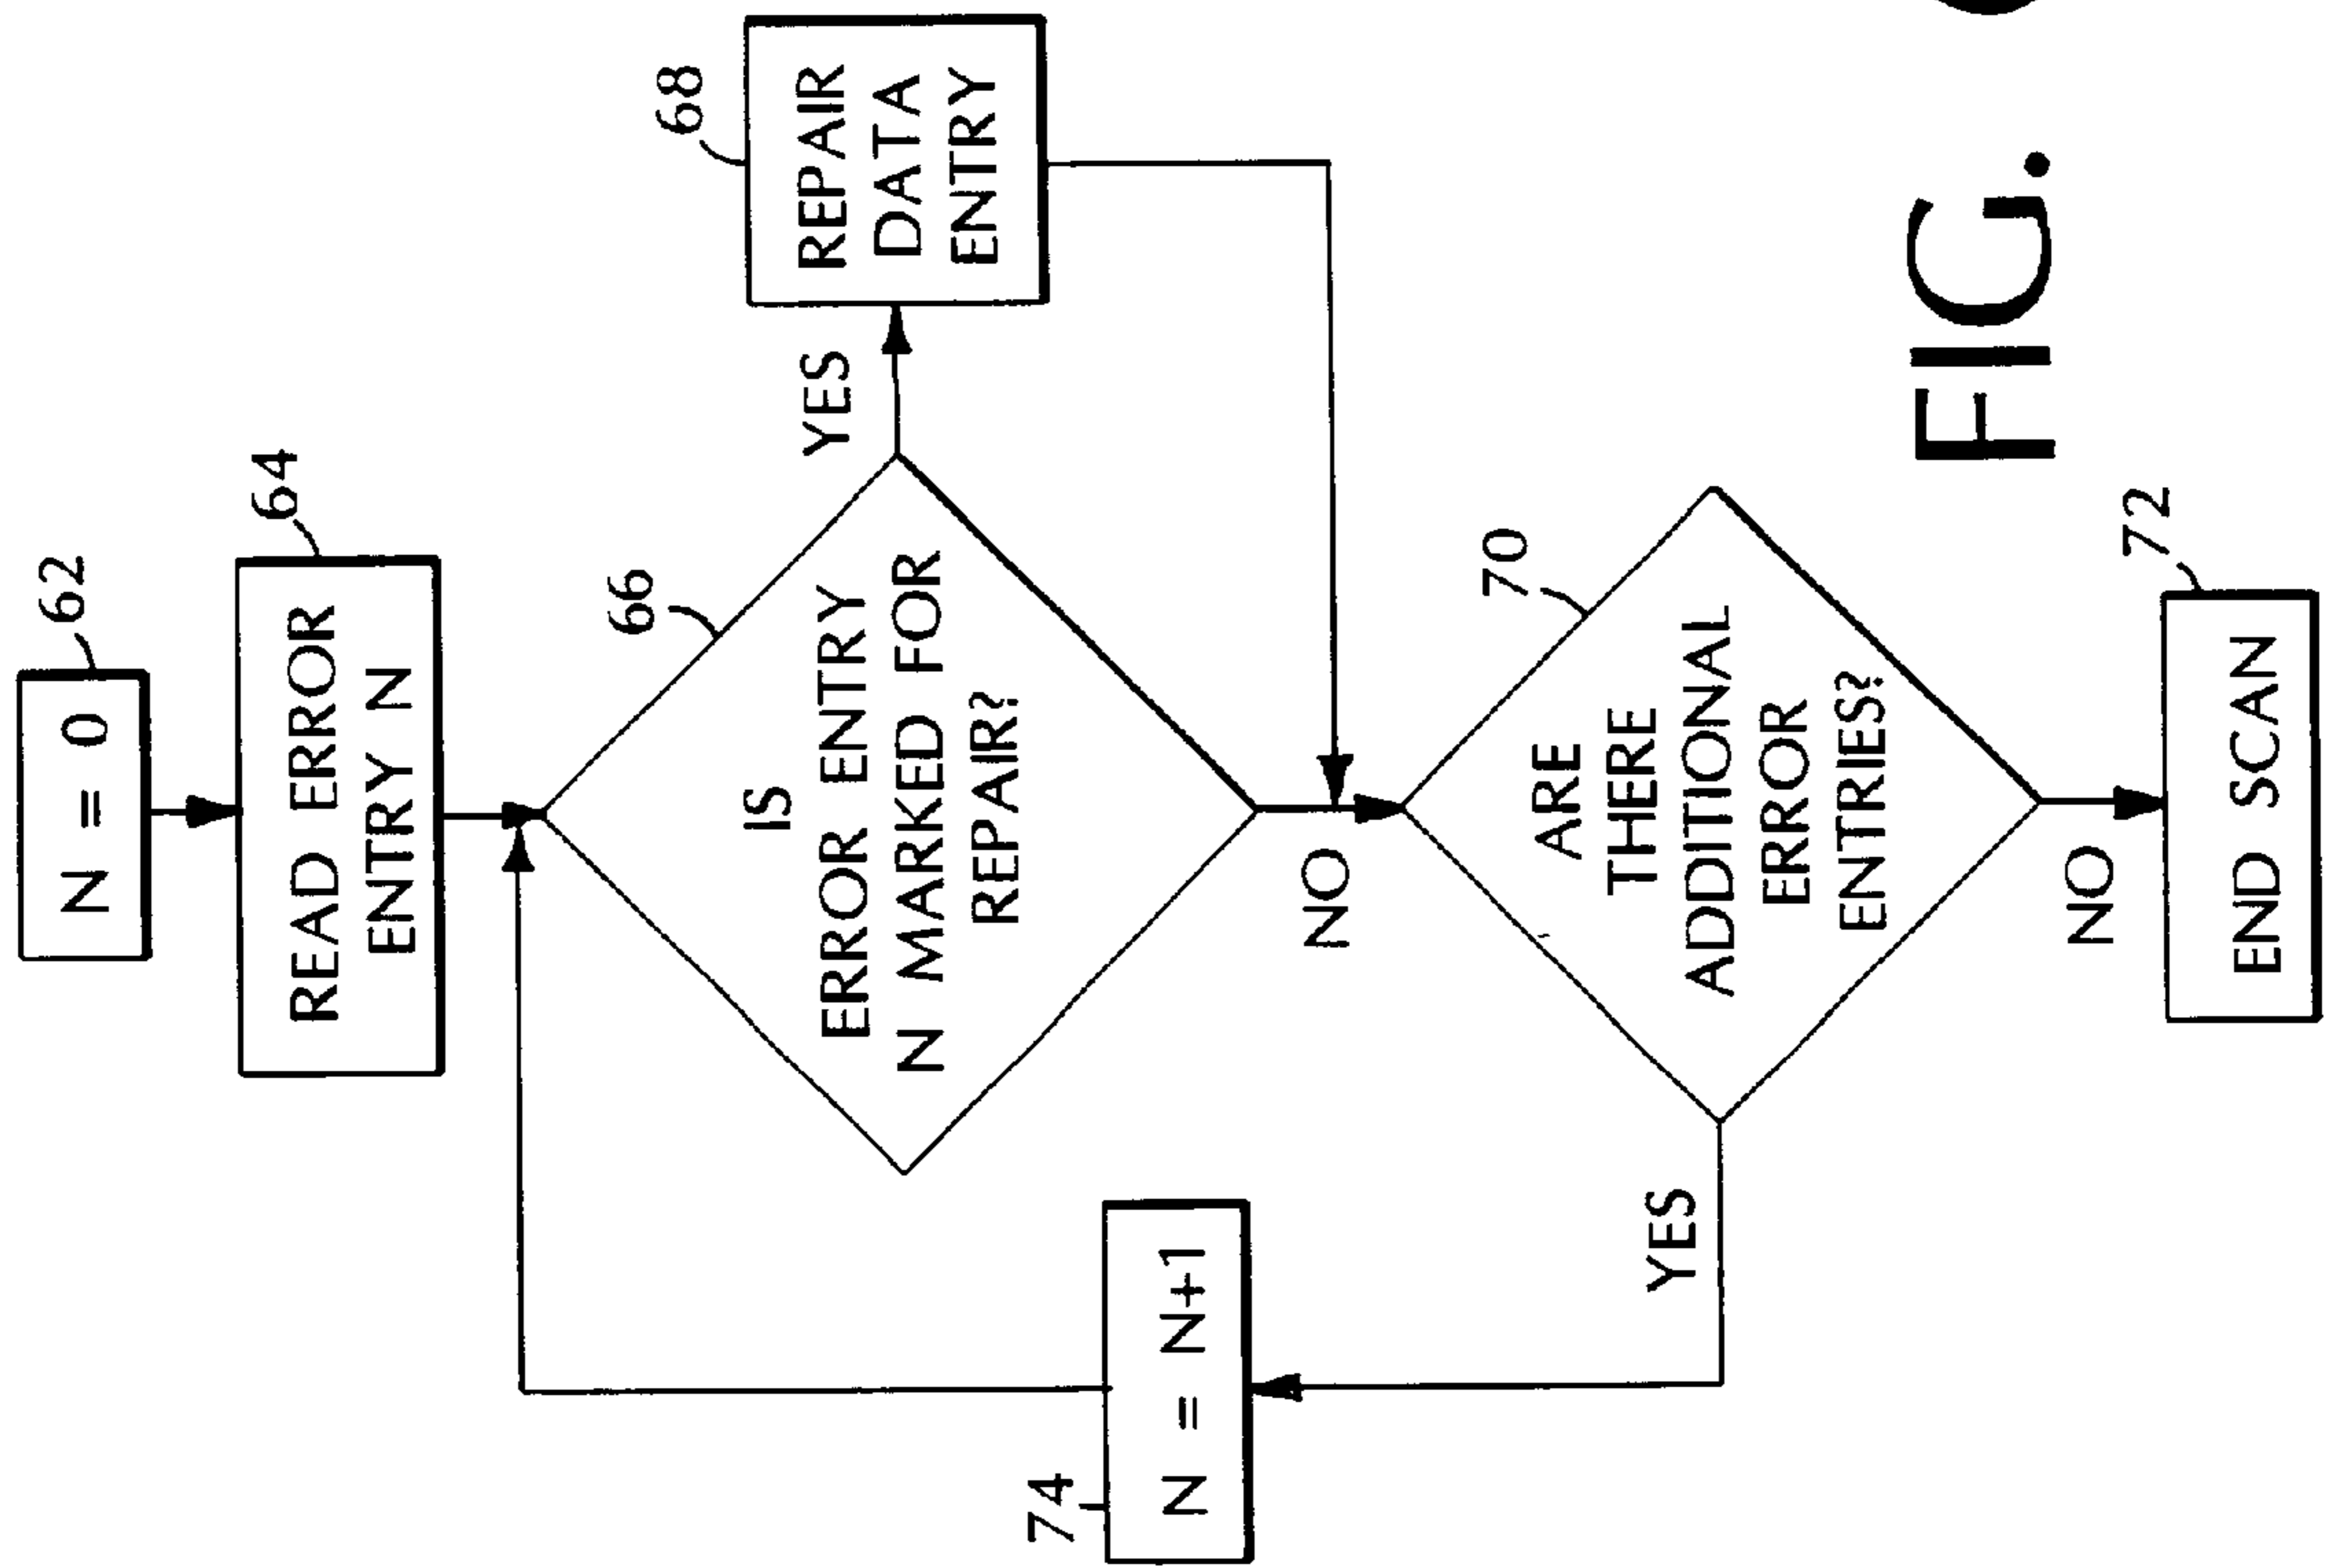 62
N = 0
64
READ ERROR
ENTRY N
66
IS
ERROR ENTRY
N MARKED FOR
REPAIR?
YES
68
REPAIR
DATA
ENTRY
NO
70
ARE
THERE
ADDITIONAL
ERROR
ENTRIES?
YES
74
N = N+1
NO
72
END SCAN
FIG.